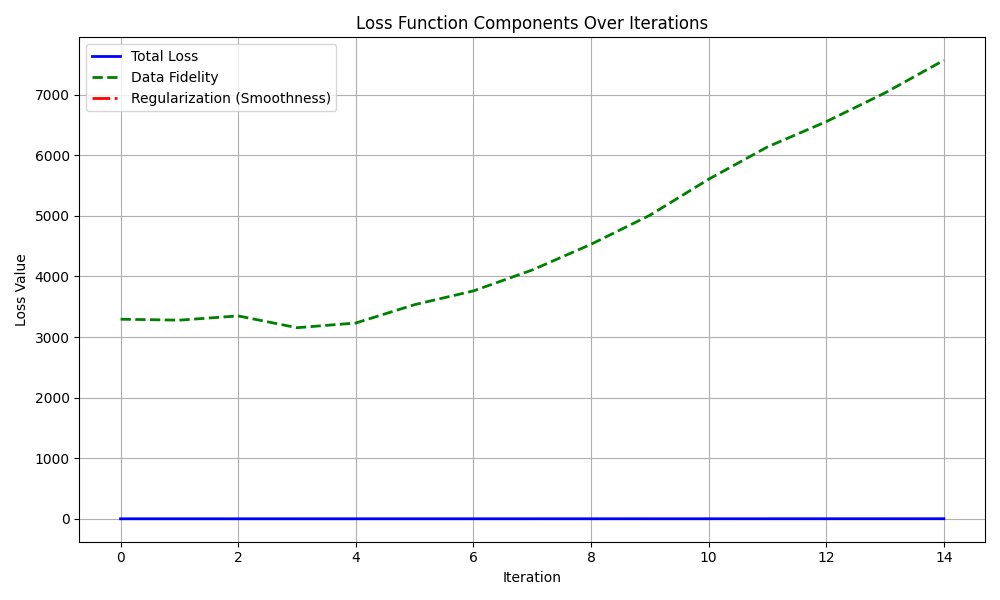 Loss Function Components Over Iterations
Total Loss
Data Fidelity
Regularization (Smoothness)
Loss Value
7000
6000
5000
4000
3000
2000
1000
0
0 2 4 6 8 10 12 14
Iteration